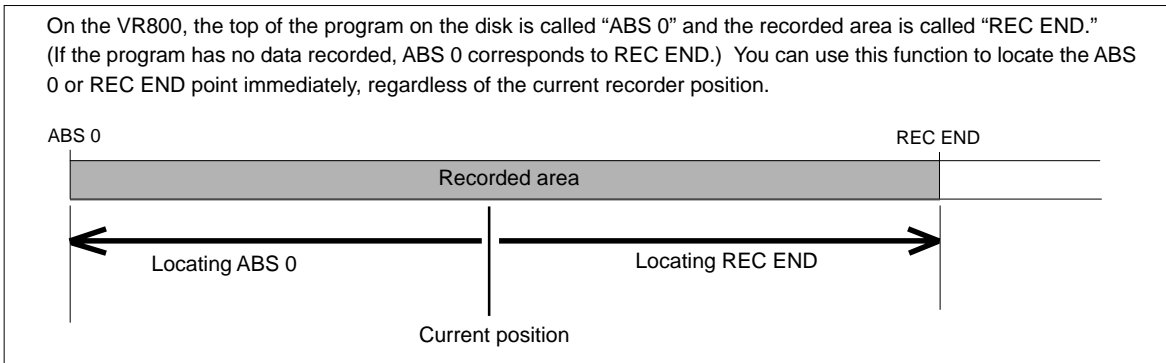 On the VR800, the top of the program on the disk is called “ABS 0” and the recorded area is called “REC END.”
(If the program has no data recorded, ABS 0 corresponds to REC END.)  You can use this function to locate the ABS
0 or REC END point immediately, regardless of the current recorder position.
ABS 0
REC END
Recorded area
Locating ABS 0
Locating REC END
Current position